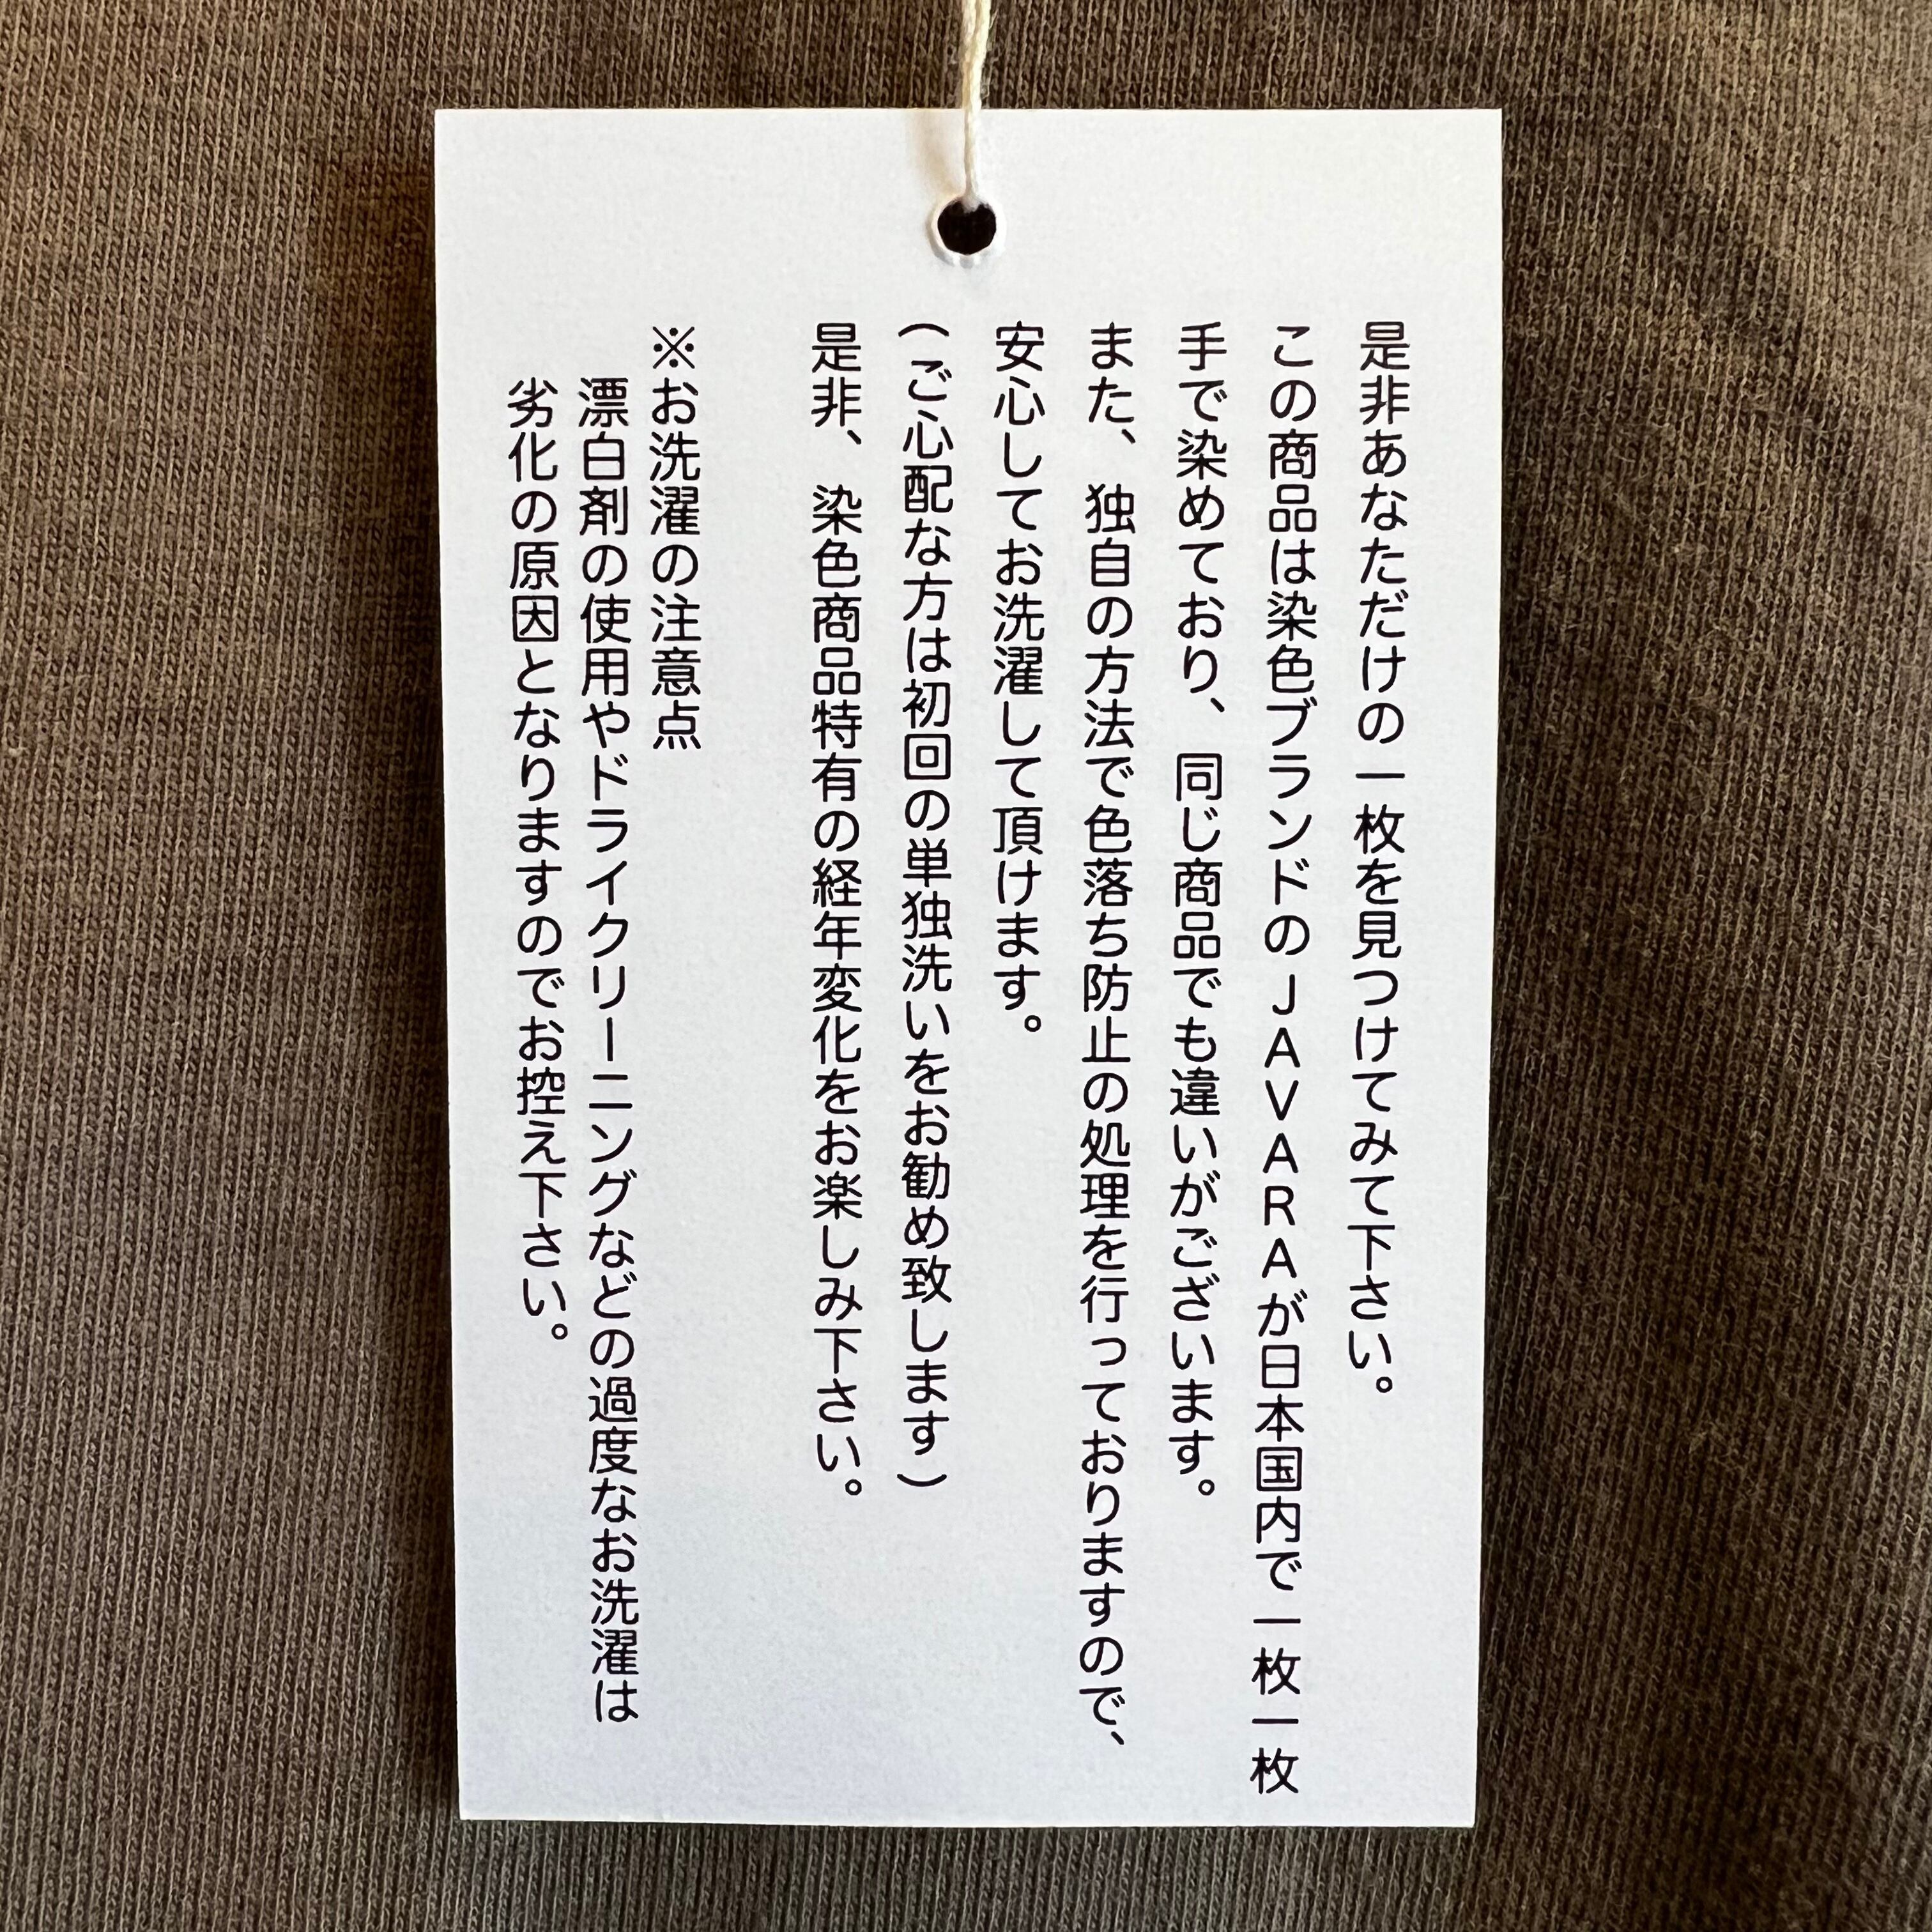 是非あなただけの一枚を見つけてみて下さい。
この商品は染色ブランドのJAVARAが日本国内で一枚一枚
手で染めており、同じ商品でも違いがございます。
また、独自の方法で色落ち防止の処理を行っておりますので、
安心してお洗濯して頂けます。
(ご心配な方は初回の単独洗いをお勧め致します)
是非、染色商品特有の経年変化をお楽しみ下さい。
※お洗濯の注意点
漂白剤の使用やドライクリーニングなどの過度なお洗濯は
劣化の原因となりますのでお控え下さい。